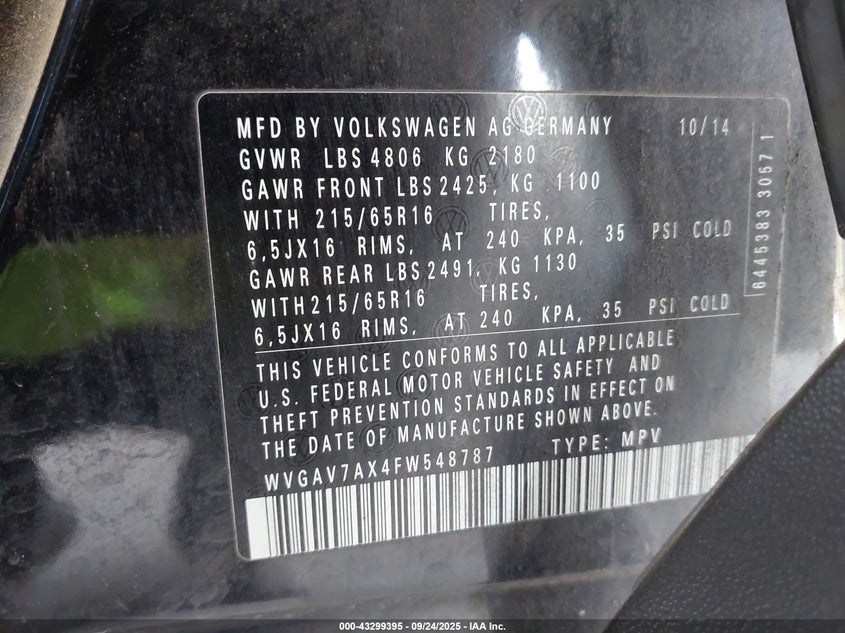 MFD BY VOLKSWAGEN AG GERMANY 10/14
GVWR LBS 4806 KG 2180
GAWR FRONT LBS 2425, KG 1100
WITH 215/65R16 TIRES,
6,5JX16 RIMS, AT 240 KPA, 35 PSI COLD
GAWR REAR LBS 2491, KG 1130
WITH 215/65R16 TIRES,
6,5JX16 RIMS, AT 240 KPA, 35 PSI COLD
THIS VEHICLE CONFORMS TO ALL APPLICABLE
U.S. FEDERAL MOTOR VEHICLE SAFETY AND
THEFT PREVENTION STANDARDS IN EFFECT ON
THE DATE OF MANUFACTURE SHOWN ABOVE.
WVGAV7AX4FW548787 TYPE: MPV
6445383 3057 1
000-43299395 - 09/24/2025 - IAA Inc.